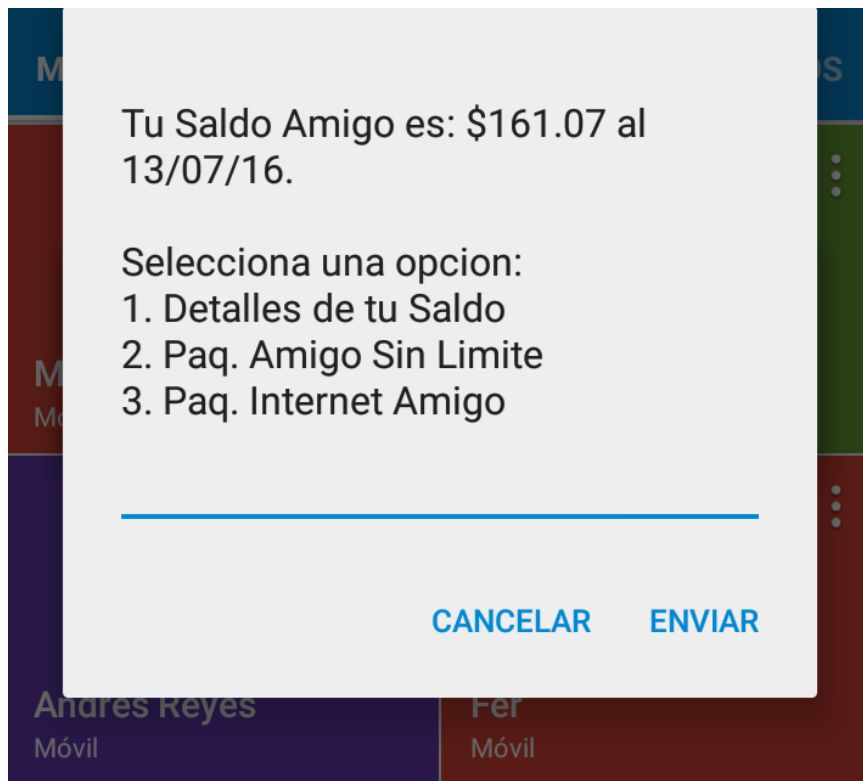 Tu Saldo Amigo es: $161.07 al
13/07/16.
Selecciona una opcion:
1. Detalles de tu Saldo
2. Paq. Amigo Sin Limite
3. Paq. Internet Amigo
CANCELAR ENVIAR
Andres Reyes
Móvil
Fer
Móvil